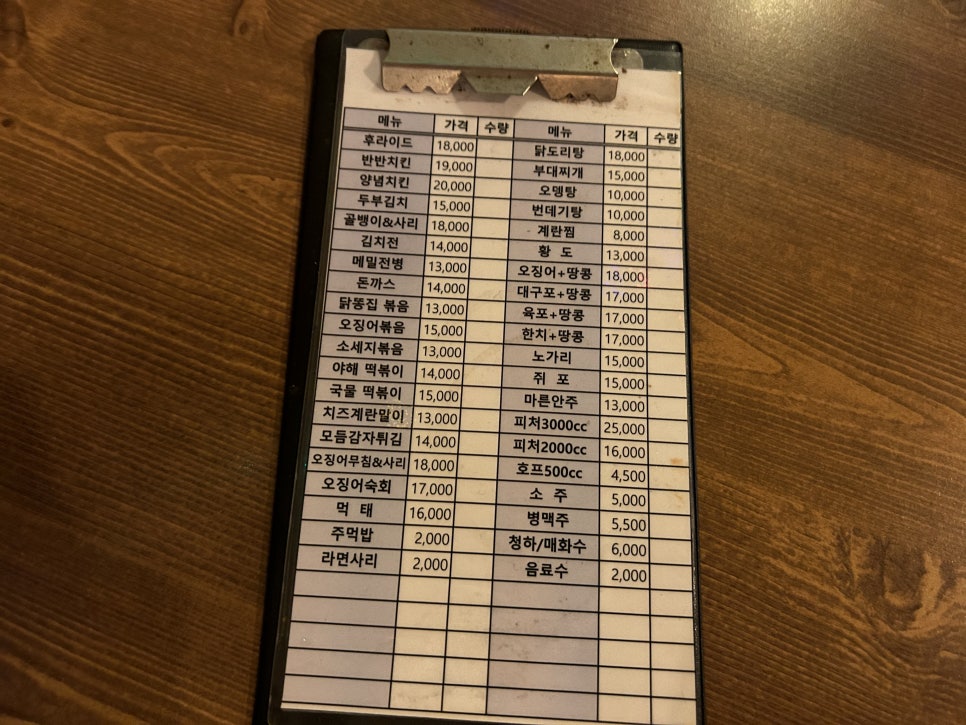 메뉴 가격 수량 메뉴 가격 수량
후라이드 18,000 닭도리탕 18,000
반반치킨 19,000 부대찌개 15,000
양념치킨 20,000 오뎅탕 10,000
두부김치 15,000 번데기탕 10,000
골뱅이&사리 18,000 계란찜 8,000
김치전 14,000 황 도 13,000
메밀전병 13,000 오징어+땅콩 18,000
돈까스 14,000 대구포+땅콩 17,000
닭똥집 볶음 13,000 육포+땅콩 17,000
오징어볶음 15,000 한치+땅콩 17,000
소세지볶음 13,000 노가리 15,000
야해 떡볶이 14,000 쥐 포 15,000
국물 떡볶이 15,000 마른안주 13,000
치즈계란말이 13,000 피처3000cc 25,000
모듬감자튀김 14,000 피처2000cc 16,000
오징어무침&사리 18,000 호프500cc 4,500
오징어숙회 17,000 소 주 5,000
먹 태 16,000 병맥주 5,500
주먹밥 2,000 청하/매화수 6,000
라면사리 2,000 음료수 2,000